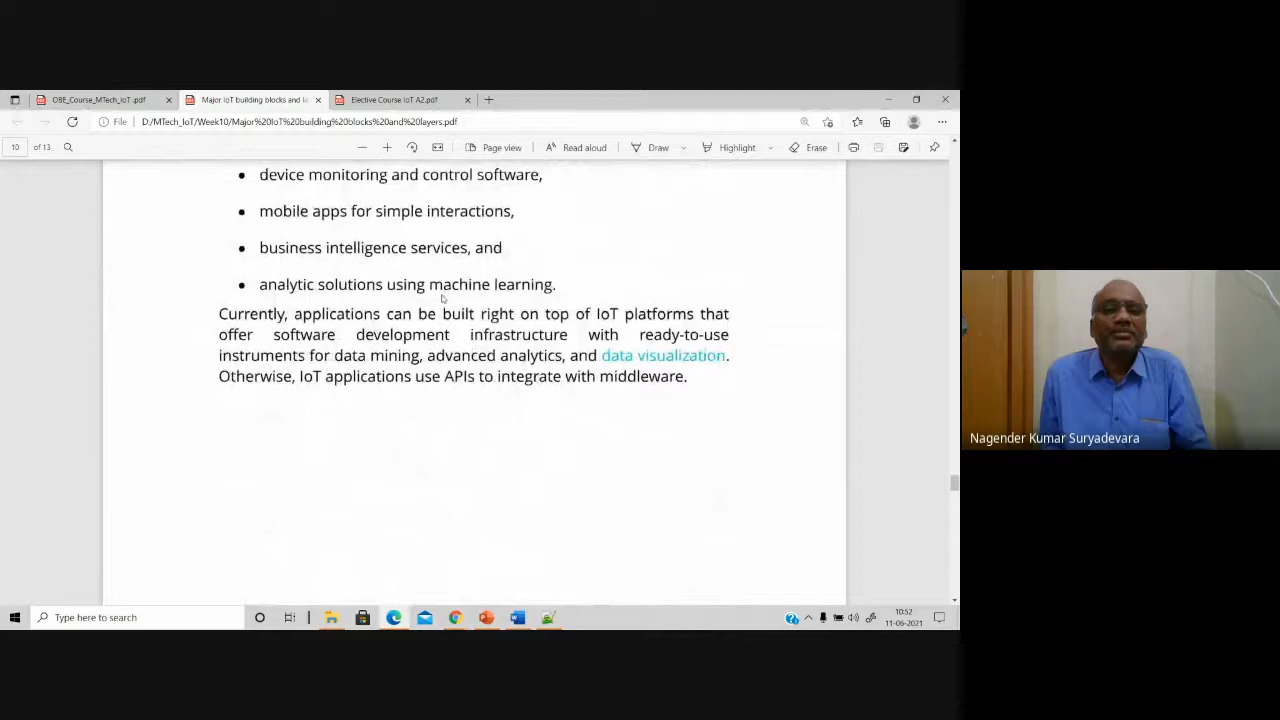 OBE_Course_MTech_IoT .pdf
Major IoT building blocks and la
Elective Course IoT A2.pdf
File
D:/MTech_IoT/Week10/Major%20IoT%20building%20blocks%20and%20layers.pdf
10 of 13
Page view
Read aloud
Draw
Highlight
Erase
• device monitoring and control software,
• mobile apps for simple interactions,
• business intelligence services, and
• analytic solutions using machine learning.
Currently, applications can be built right on top of IoT platforms that
offer software development infrastructure with ready-to-use
instruments for data mining, advanced analytics, and data visualization.
Otherwise, IoT applications use APIs to integrate with middleware.
Nagender Kumar Suryadevara
Type here to search
10:52
11-06-2021